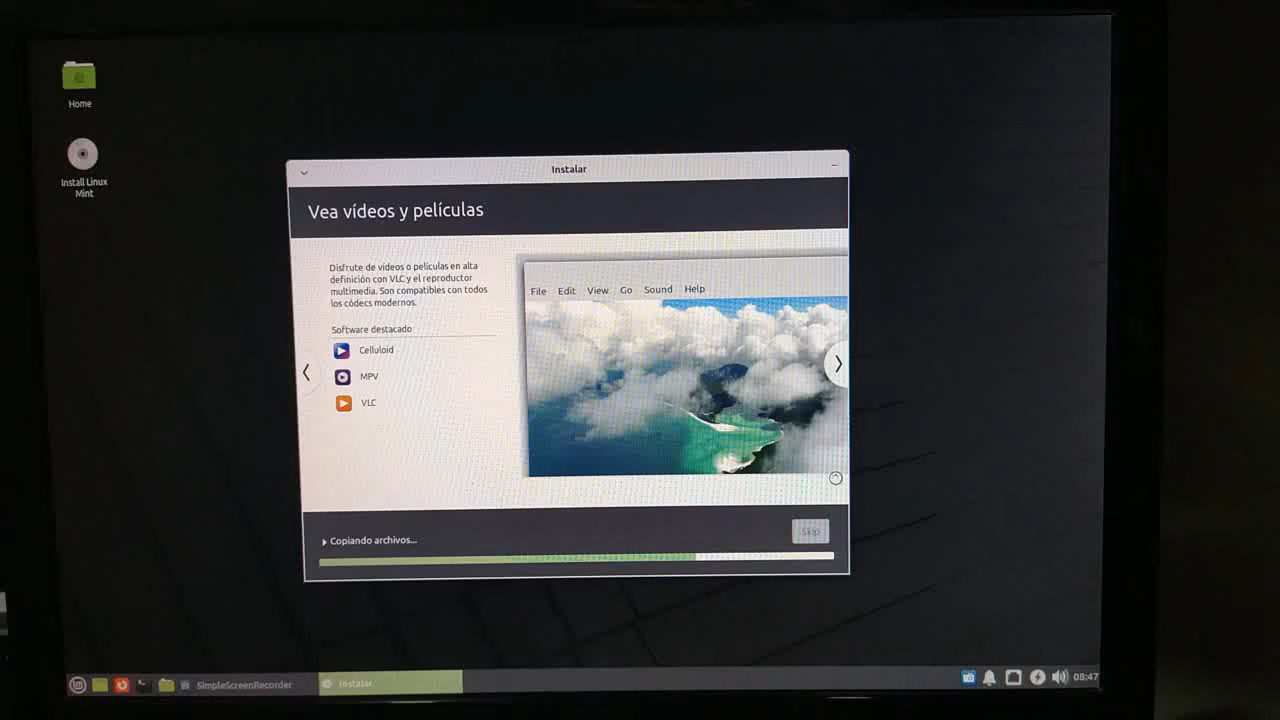 Home
Install Linux
Mint
Instalar
Vea vídeos y películas
Disfrute de vídeos o películas en alta
definición con VLC y el reproductor
multimedia. Son compatibles con todos
los códecs modernos.
Software destacado
Celluloid
MPV
VLC
File Edit View Go Sound Help
Skip
Copiando archivos...
SimpleScreenRecorder
Instalar
08:47